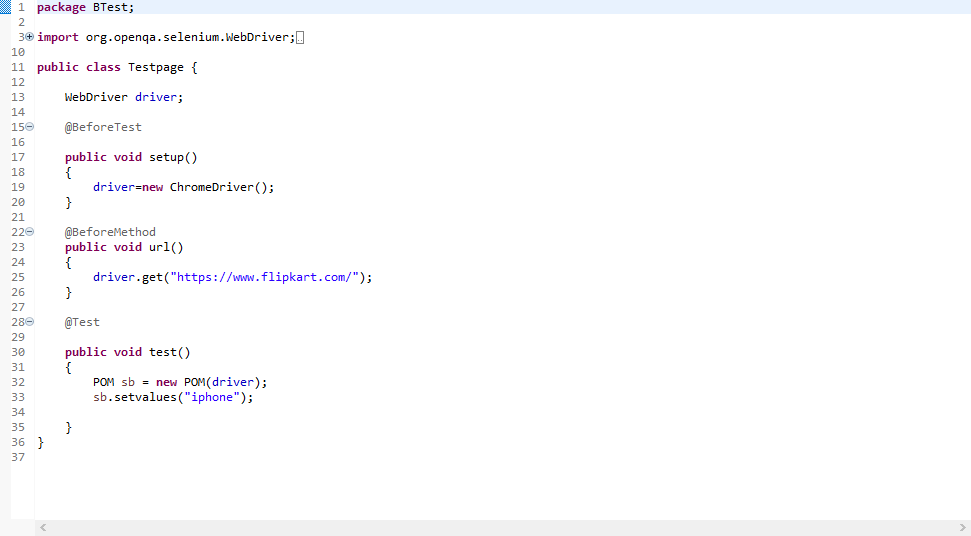 1 package BTest;
2
3 import org.openqa.selenium.WebDriver;
10
11 public class Testpage {
12
13 WebDriver driver;
14
15 @BeforeTest
16
17 public void setup()
18 {
19 driver=new ChromeDriver();
20 }
21
22 @BeforeMethod
23 public void url()
24 {
25 driver.get("https://www.flipkart.com/");
26 }
27
28 @Test
29
30 public void test()
31 {
32 POM sb = new POM(driver);
33 sb.setvalues("iphone");
34
35 }
36 }
37